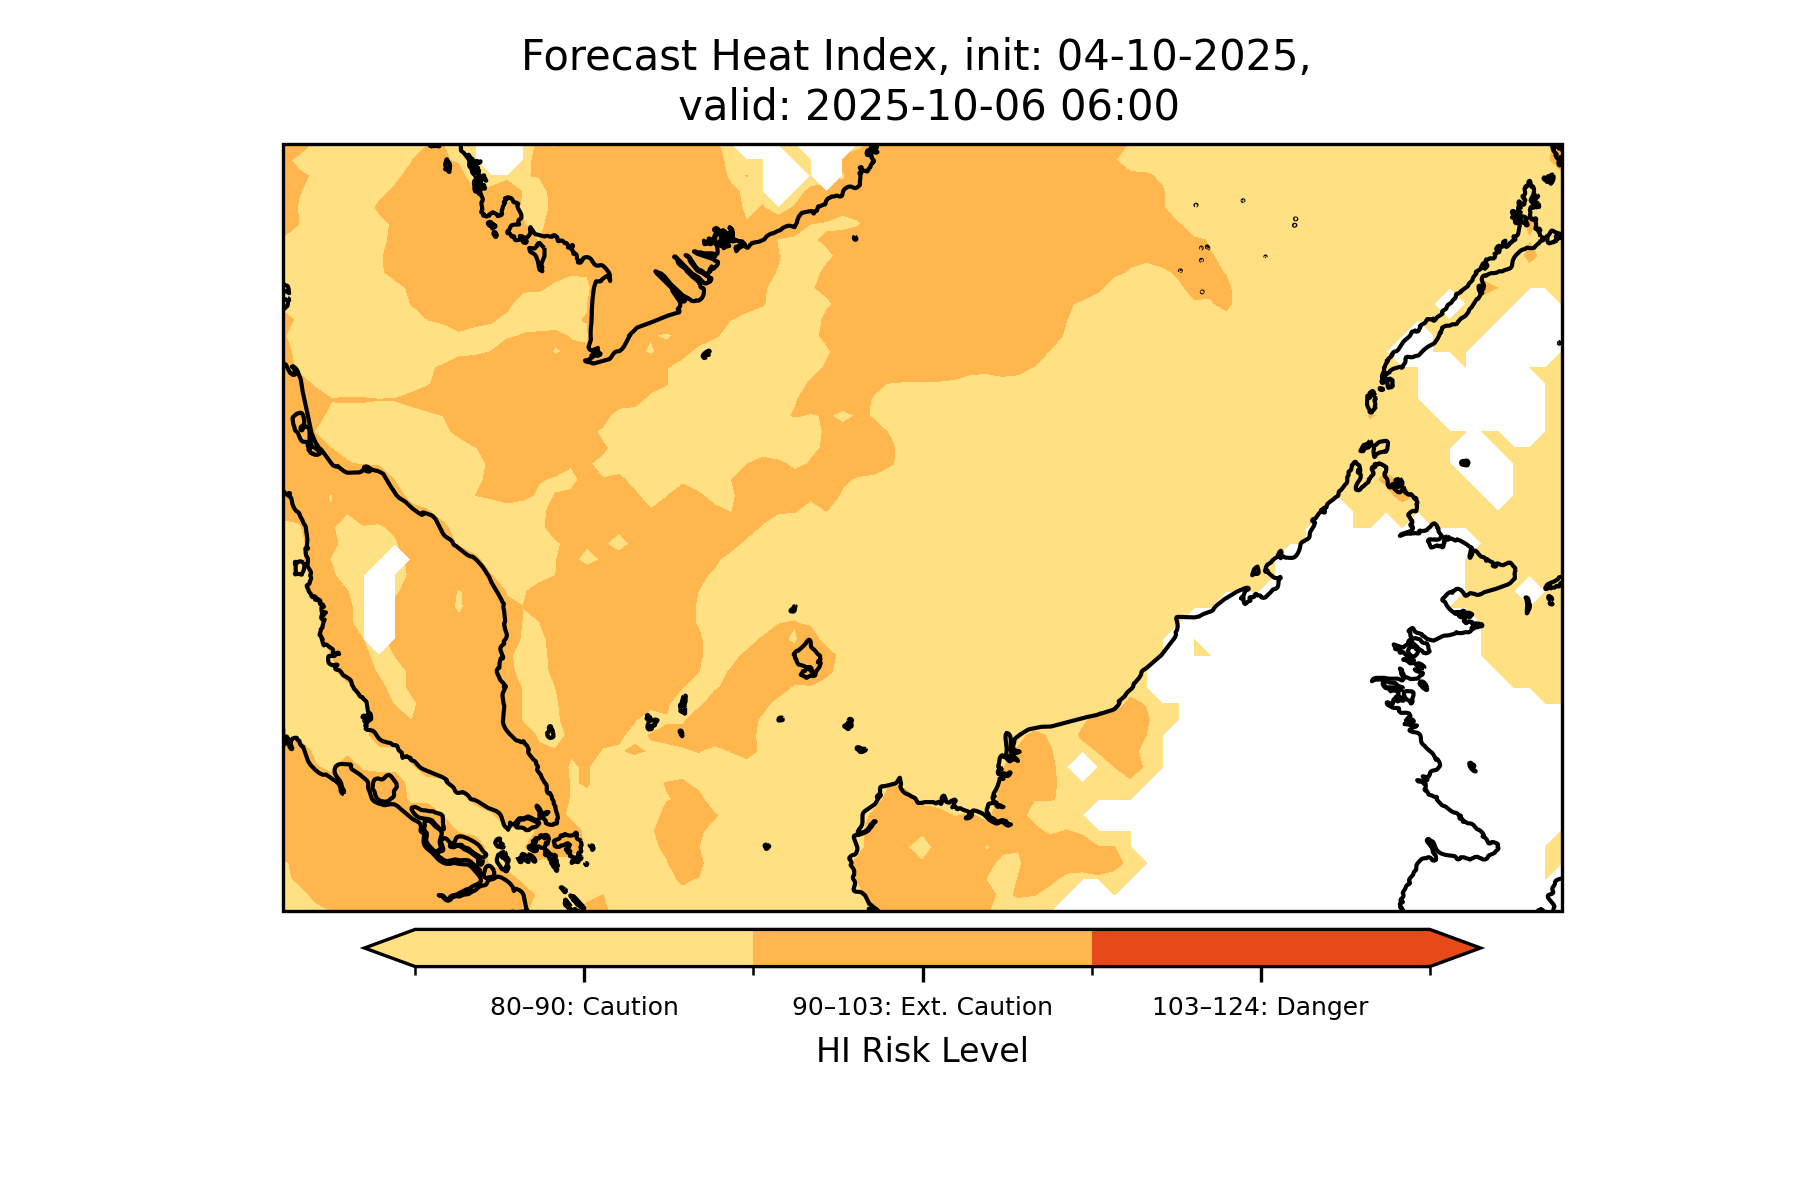 Forecast Heat Index, init: 04-10-2025,
valid: 2025-10-06 06:00
80–90: Caution
90–103: Ext. Caution
103–124: Danger
HI Risk Level